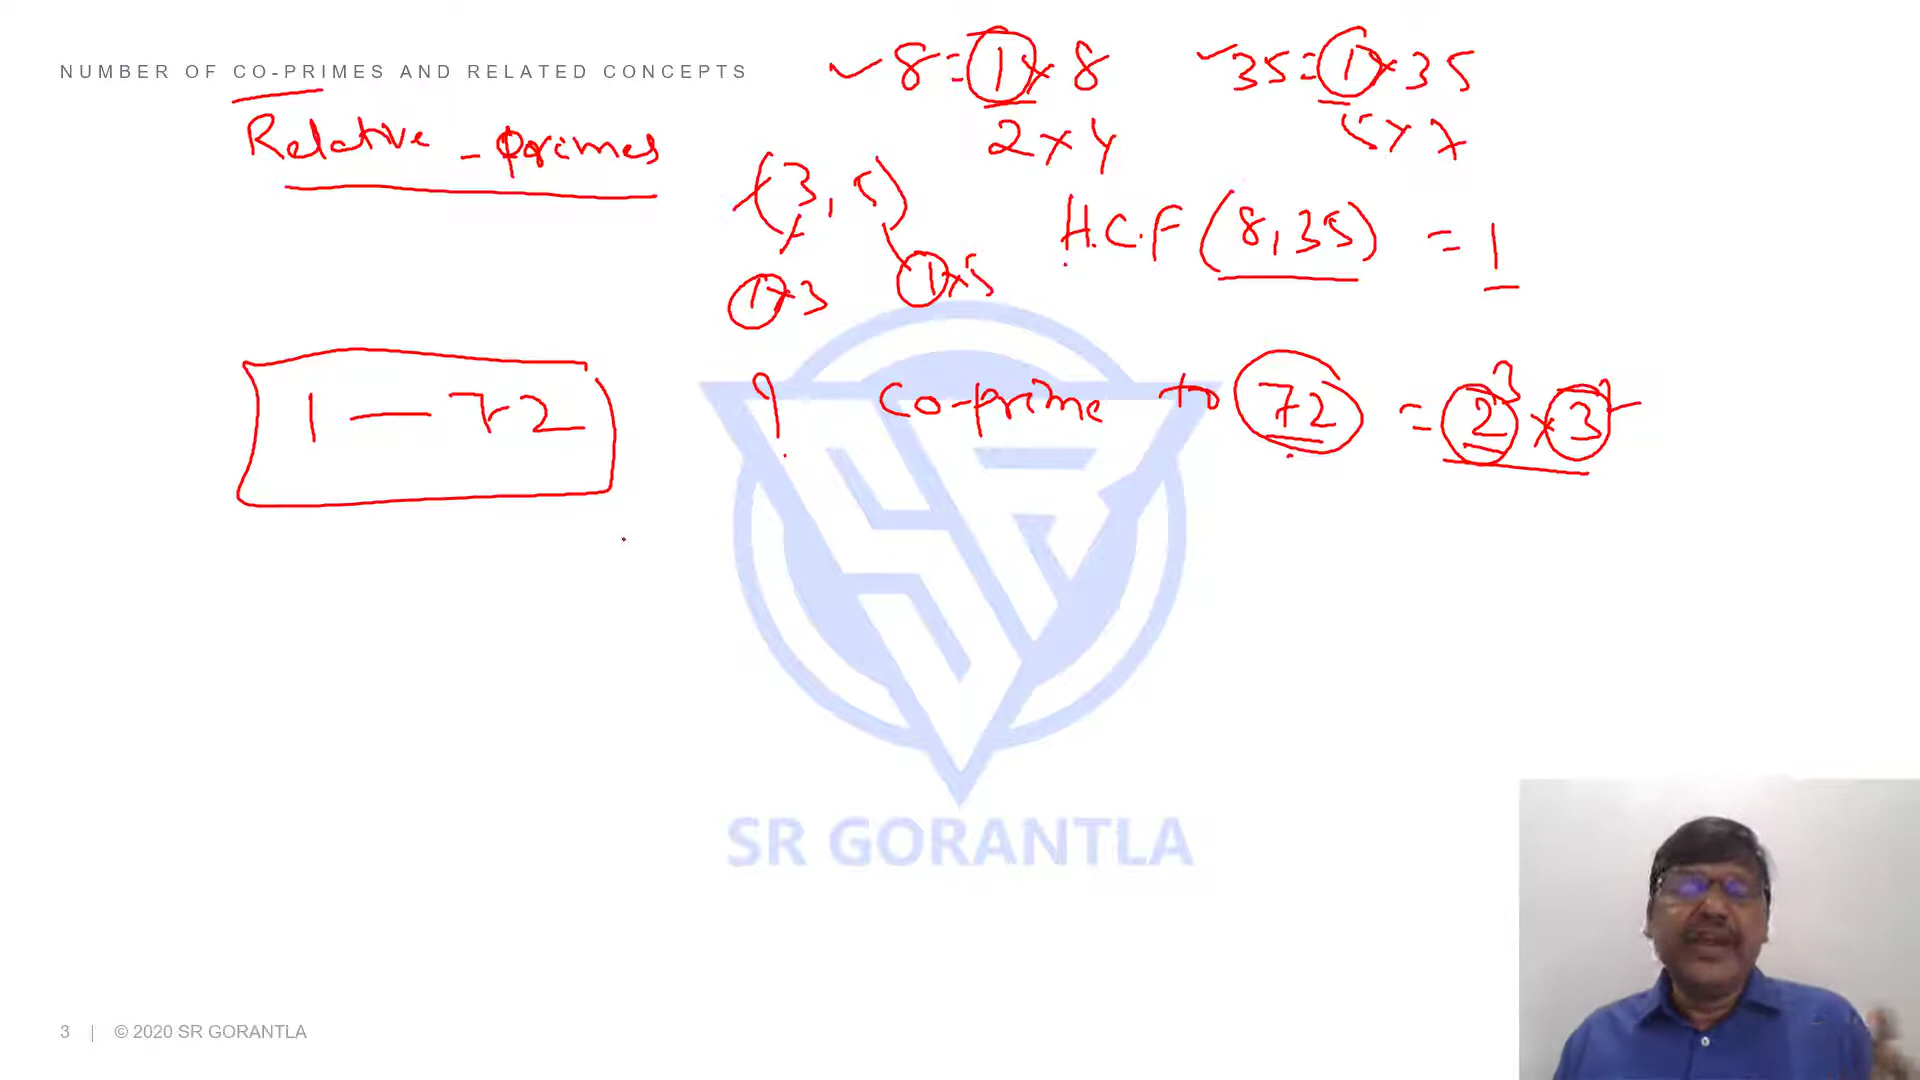 NUMBER OF CO-PRIMES AND RELATED CONCEPTS
Relative - primes
8 = 1 x 8
2 x 4
35 = 1 x 35
5 x 7
(3, 5)
1 x 3
1 x 5
H.C.F (8, 35) = 1
1 — 72
? co-prime to 72 = 2³ x 3²
SR GORANTLA
3 | © 2020 SR GORANTLA